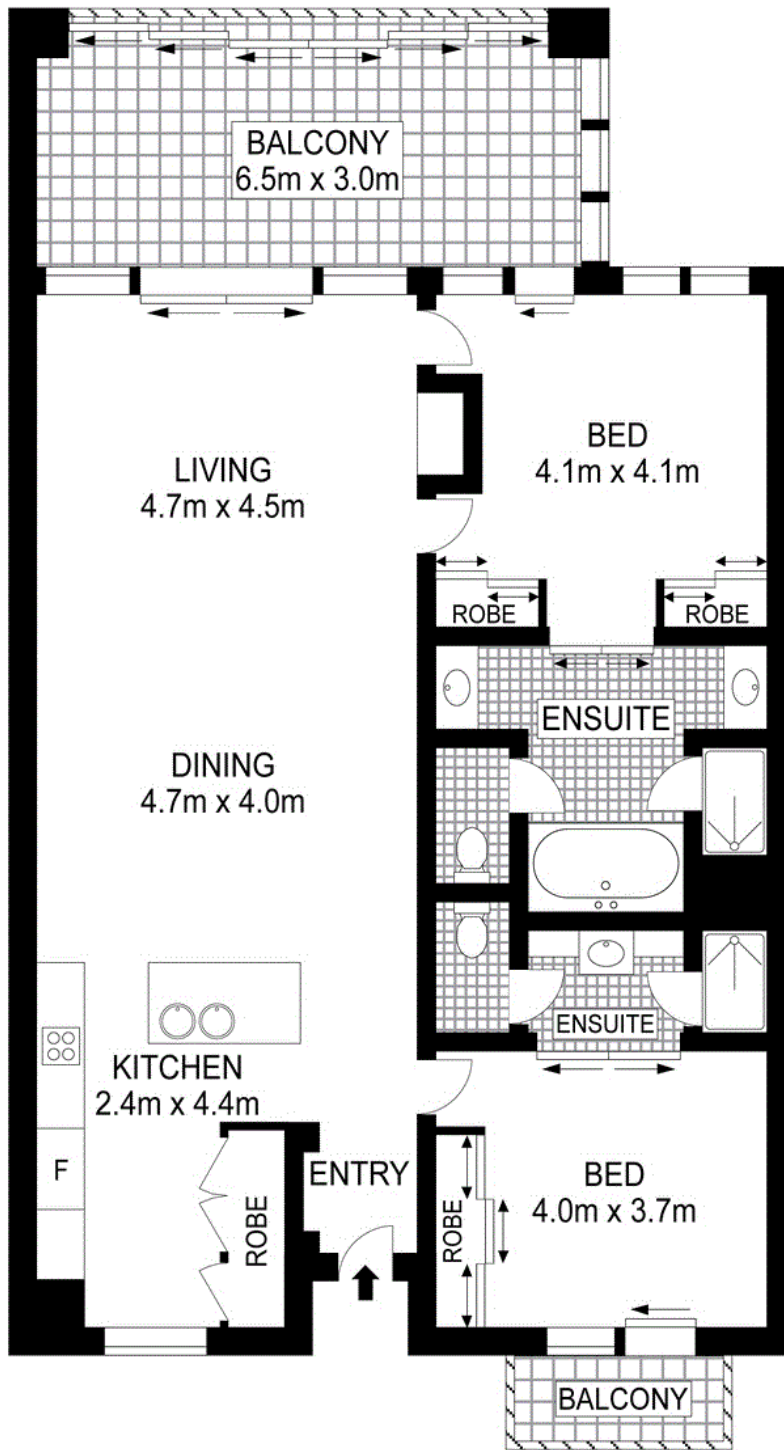 BALCONY
6.5m x 3.0m
LIVING
4.7m x 4.5m
BED
4.1m x 4.1m
ROBE
ROBE
ENSUITE
DINING
4.7m x 4.0m
ENSUITE
KITCHEN
2.4m x 4.4m
F
ROBE
ENTRY
ROBE
BED
4.0m x 3.7m
BALCONY